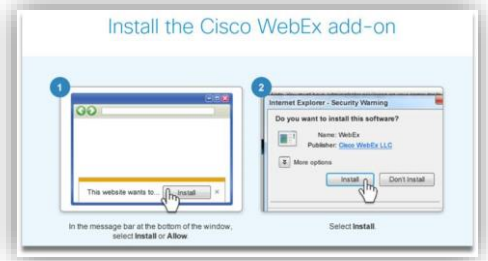 Install the Cisco WebEx add-on
1
This website wants to... Install ×
In the message bar at the bottom of the window,
select Install or Allow.
2
Internet Explorer - Security Warning
Do you want to install this software?
Name: WebEx
Publisher: Cisco WebEx LLC
More options
Install Don't Install
Select Install.